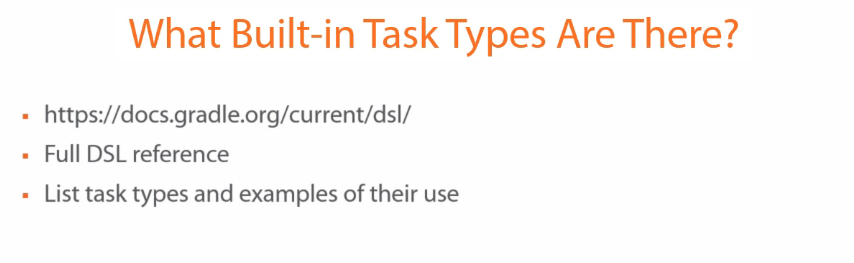 What Built-in Task Types Are There?
https://docs.gradle.org/current/dsl/
Full DSL reference
List task types and examples of their use